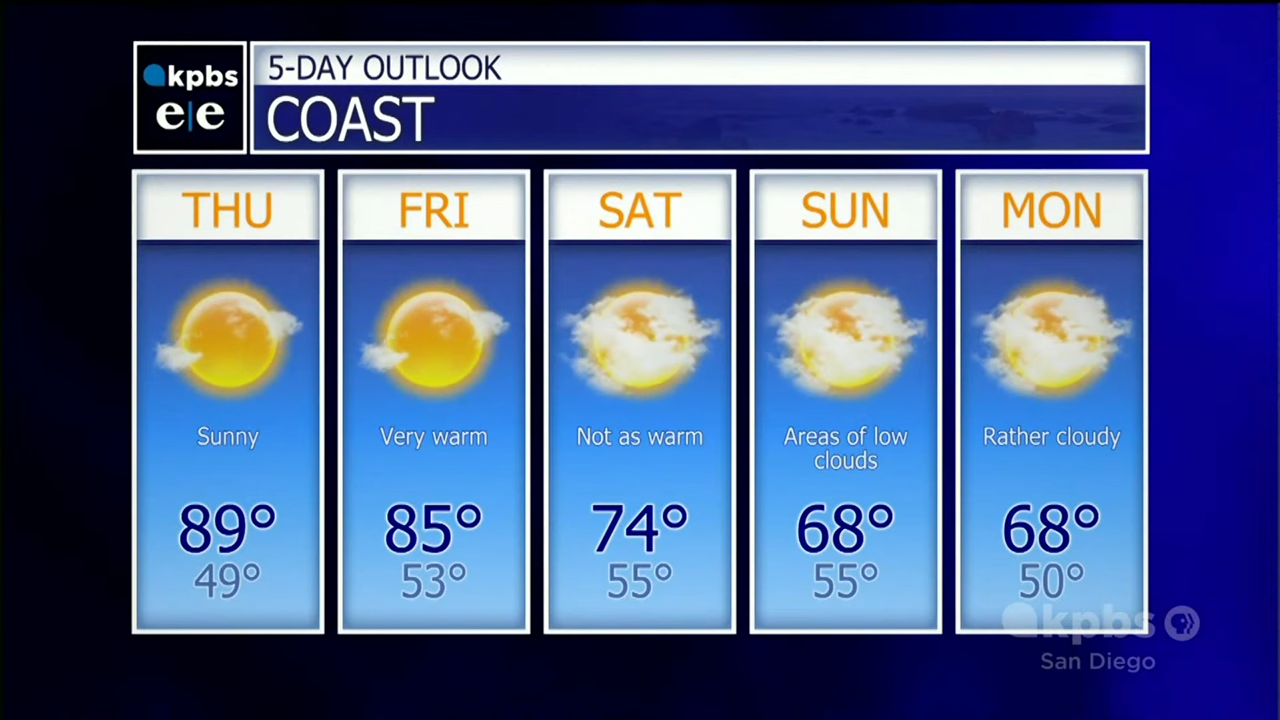 kpbs
e|e
5-DAY OUTLOOK
COAST
THU
FRI
SAT
SUN
MON
Sunny
Very warm
Not as warm
Areas of low
clouds
Rather cloudy
89°
85°
74°
68°
68°
49°
53°
55°
55°
50°
kpbs
San Diego